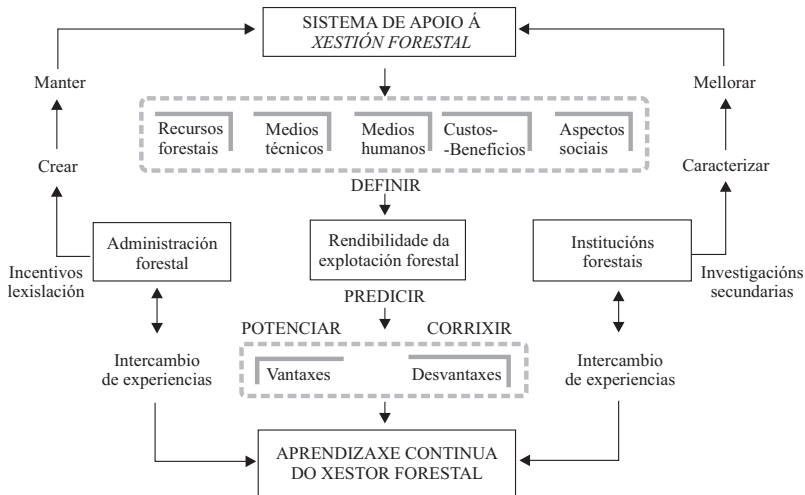 SISTEMA DE APOIO Á
XESTIÓN FORESTAL
Manter
Mellorar
Recursos
forestais
Medios
técnicos
Medios
humanos
Custos-
-Beneficios
Aspectos
sociais
Crear
Caracterizar
DEFINIR
Administración
forestal
Rendibilidade da
explotación forestal
Institucións
forestais
Incentivos
lexislación
Investigacións
secundarias
PREDICIR
POTENCIAR
CORRIXIR
Intercambio
de experiencias
Vantaxes
Desvantaxes
Intercambio
de experiencias
APRENDIZAXE CONTINUA
DO XESTOR FORESTAL